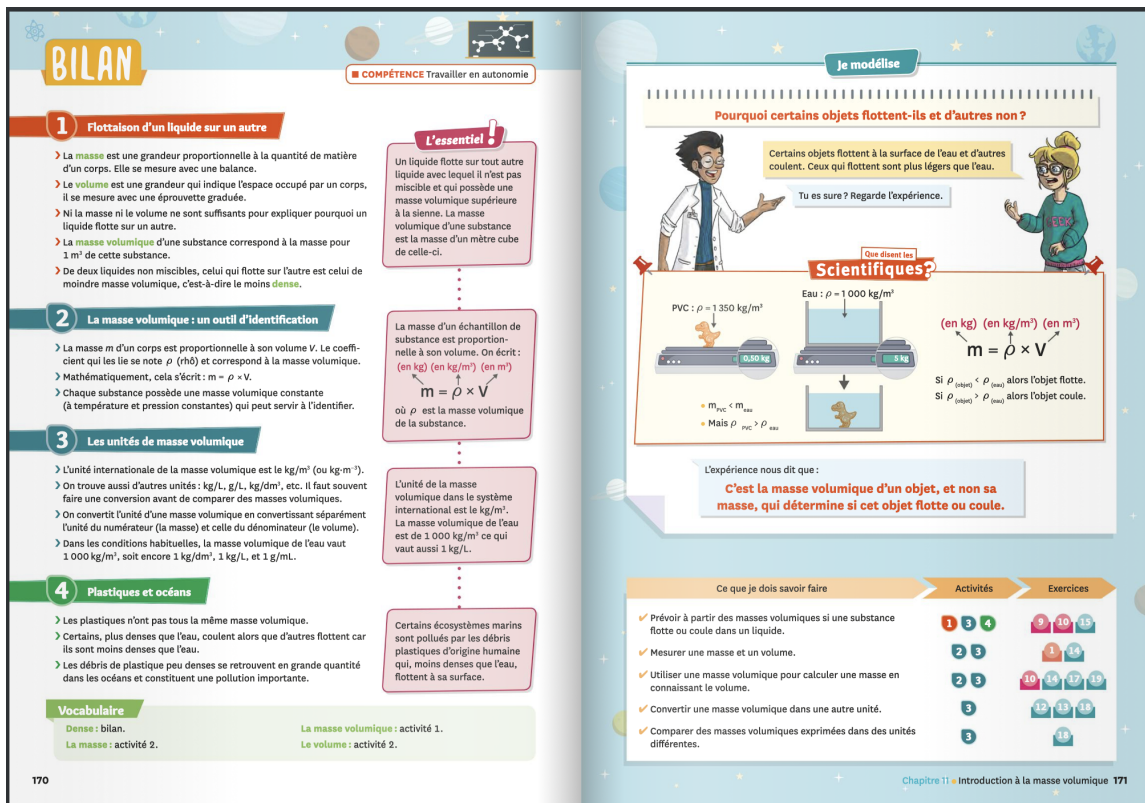 BILAN
COMPÉTENCE Travailler en autonomie
1 Flottaison d'un liquide sur un autre
La masse est une grandeur proportionnelle à la quantité de matière
d'un corps. Elle se mesure avec une balance.
Le volume est une grandeur qui indique l'espace occupé par un corps,
il se mesure avec une éprouvette graduée.
Ni la masse ni le volume ne sont suffisants pour expliquer pourquoi un
liquide flotte sur un autre.
La masse volumique d'une substance correspond à la masse pour
1 m³ de cette substance.
De deux liquides non miscibles, celui qui flotte sur l'autre est celui de
moindre masse volumique, c'est-à-dire le moins dense.
2 La masse volumique : un outil d'identification
La masse m d'un corps est proportionnelle à son volume V. Le coeffi-
cient qui les lie se note ρ (rhô) et correspond à la masse volumique.
Mathématiquement, cela s'écrit : m = ρ × V.
Chaque substance possède une masse volumique constante
(à température et pression constantes) qui peut servir à l'identifier.
3 Les unités de masse volumique
L'unité internationale de la masse volumique est le kg/m³ (ou kg·m⁻³).
On trouve aussi d'autres unités : kg/L, g/L, kg/dm³, etc. Il faut souvent
faire une conversion avant de comparer des masses volumiques.
On convertit l'unité d'une masse volumique en convertissant séparément
l'unité du numérateur (la masse) et celle du dénominateur (le volume).
Dans les conditions habituelles, la masse volumique de l'eau vaut
1 000 kg/m³, soit encore 1 kg/dm³, 1 kg/L, et 1 g/mL.
4 Plastiques et océans
Les plastiques n'ont pas tous la même masse volumique.
Certains, plus denses que l'eau, coulent alors que d'autres flottent car
ils sont moins denses que l'eau.
Les débris de plastique peu denses se retrouvent en grande quantité
dans les océans et constituent une pollution importante.
L'essentiel !
Un liquide flotte sur tout autre
liquide avec lequel il n'est pas
miscible et qui possède une
masse volumique supérieure
à la sienne. La masse
volumique d'une substance
est la masse d'un mètre cube
de celle-ci.
La masse d'un échantillon de
substance est proportion-
nelle à son volume. On écrit :
(en kg) (en kg/m³) (en m³)
m = ρ × V
où ρ est la masse volumique
de la substance.
L'unité de la masse
volumique dans le système
international est le kg/m³.
La masse volumique de l'eau
est de 1 000 kg/m³ ce qui
vaut aussi 1 kg/L.
Certains écosystèmes marins
sont pollués par les débris
plastiques d'origine humaine
qui, moins denses que l'eau,
flottent à sa surface.
Vocabulaire
Dense : bilan.
La masse : activité 2.
La masse volumique : activité 1.
Le volume : activité 2.
170
Je modélise
Pourquoi certains objets flottent-ils et d'autres non ?
Certains objets flottent à la surface de l'eau et d'autres
coulent. Ceux qui flottent sont plus légers que l'eau.
Tu es sure ? Regarde l'expérience.
GEEK
Que disent les
Scientifiques?
PVC : ρ = 1 350 kg/m³
0,50 kg
Eau : ρ = 1 000 kg/m³
5 kg
m PVC < m eau
Mais ρ PVC > ρ eau
(en kg) (en kg/m³) (en m³)
m = ρ × V
Si ρ (objet) < ρ (eau) alors l'objet flotte.
Si ρ (objet) > ρ (eau) alors l'objet coule.
L'expérience nous dit que :
C'est la masse volumique d'un objet, et non sa
masse, qui détermine si cet objet flotte ou coule.
Ce que je dois savoir faire Activités Exercices
Prévoir à partir des masses volumiques si une substance
flotte ou coule dans un liquide.
1 3 4 9 10 15
Mesurer une masse et un volume. 2 3 1 14
Utiliser une masse volumique pour calculer une masse en
connaissant le volume.
2 3 10 14 17 19
Convertir une masse volumique dans une autre unité. 3 12 13 18
Comparer des masses volumiques exprimées dans des unités
différentes.
3 18
Chapitre 11 Introduction à la masse volumique 171